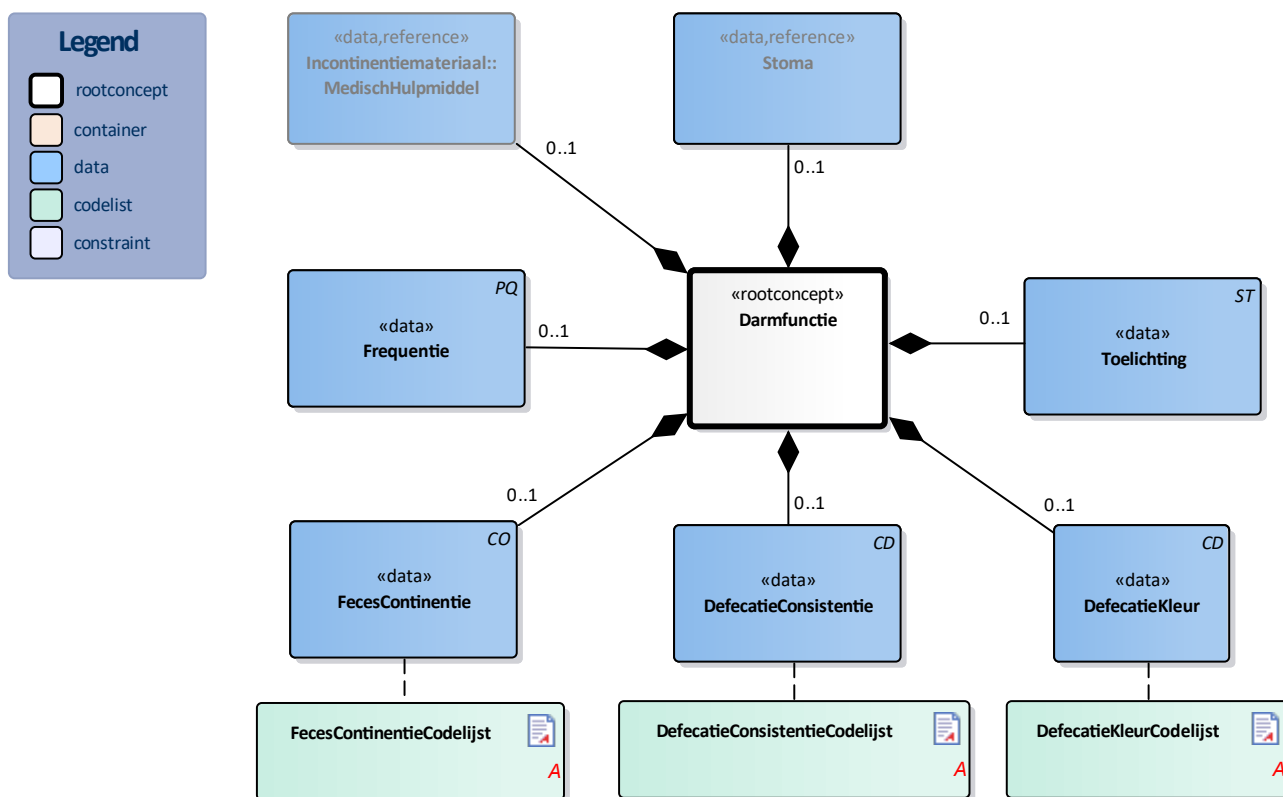 Legend
rootconcept
container
data
codelist
constraint
«data,reference»
Incontinentiemateriaal::
MedischHulpmiddel
0..1
«data,reference»
Stoma
0..1
PQ
«data»
Frequentie
0..1
«rootconcept»
Darmfunctie
0..1
ST
«data»
Toelichting
0..1
CO
«data»
FecesContinentie
0..1
CD
«data»
DefecatieConsistentie
0..1
CD
«data»
DefecatieKleur
FecesContinentieCodelijst
A
DefecatieConsistentieCodelijst
A
DefecatieKleurCodelijst
A